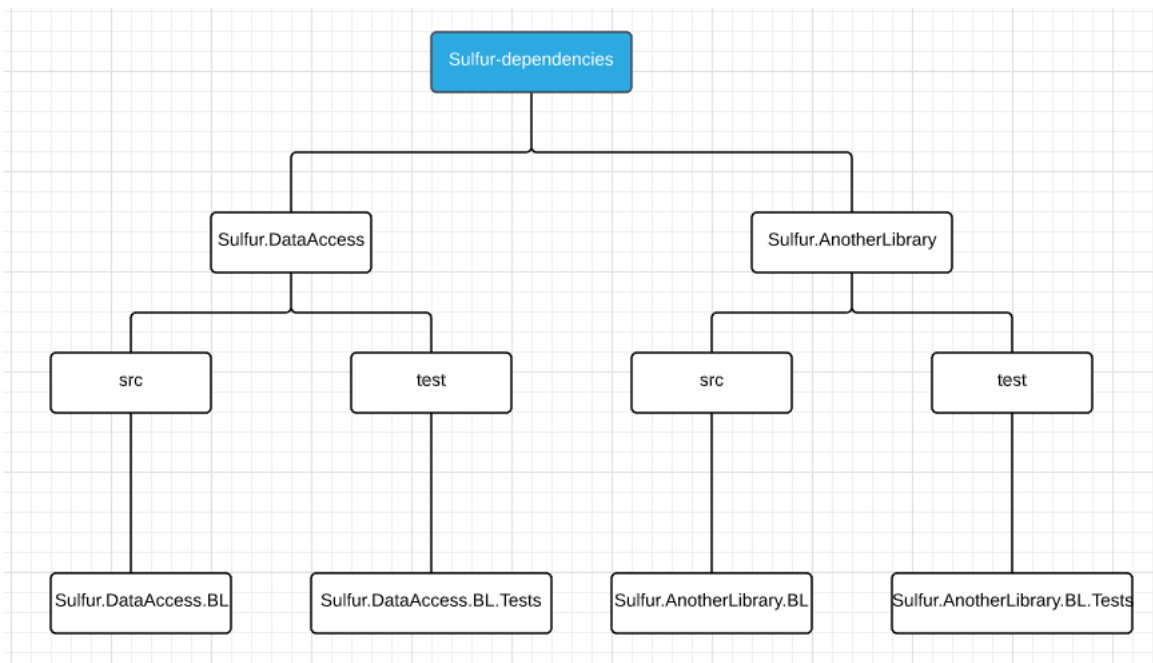 Sulfur-dependencies
Sulfur.DataAccess
Sulfur.AnotherLibrary
src
test
src
test
Sulfur.DataAccess.BL
Sulfur.DataAccess.BL.Tests
Sulfur.AnotherLibrary.BL
Sulfur.AnotherLibrary.BL.Tests